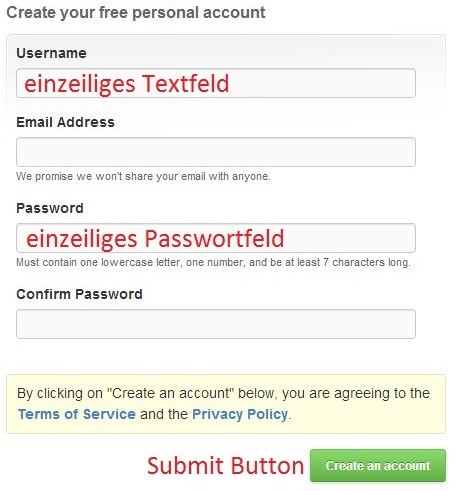 Create your free personal account
Username
einzeiliges Textfeld
Email Address
We promise we won't share your email with anyone.
Password
einzeiliges Passwortfeld
Must contain one lowercase letter, one number, and be at least 7 characters long.
Confirm Password
By clicking on "Create an account" below, you are agreeing to the
Terms of Service and the Privacy Policy.
Submit Button Create an account